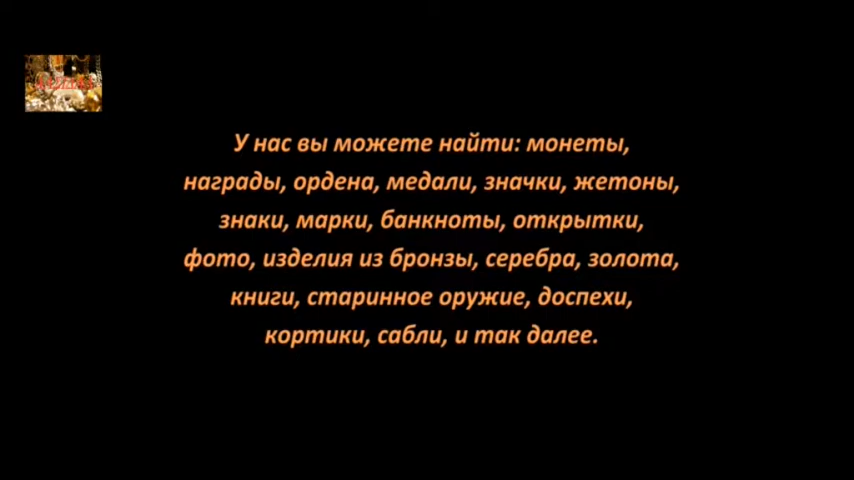 У нас вы можете найти: монеты,
награды, ордена, медали, значки, жетоны,
знаки, марки, банкноты, открытки,
фото, изделия из бронзы, серебра, золота,
книги, старинное оружие, доспехи,
кортики, сабли, и так далее.